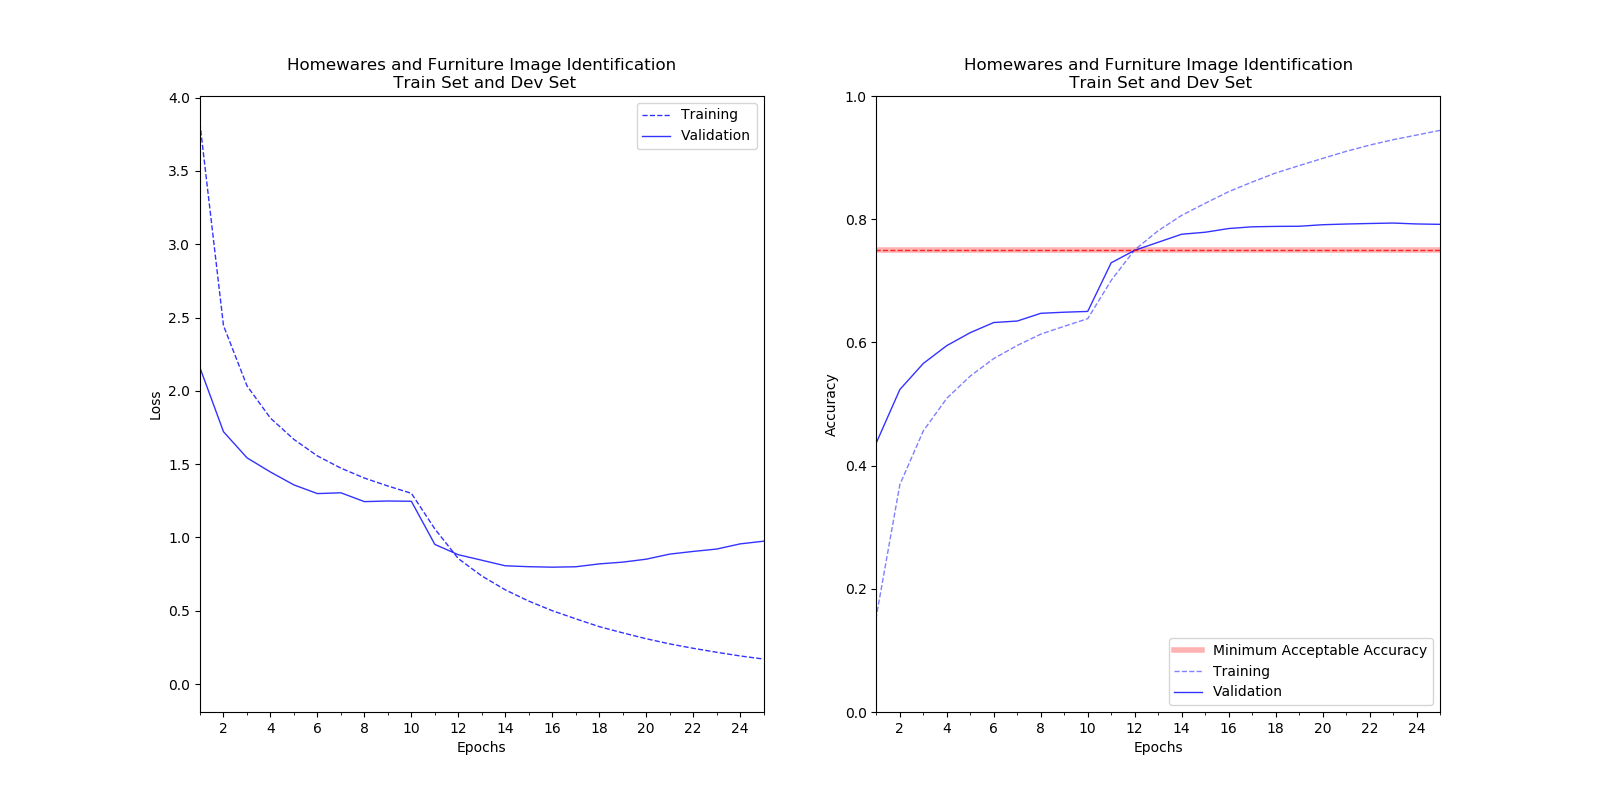 Homewares and Furniture Image Identification
Train Set and Dev Set
4.0
3.5
3.0
2.5
2.0
1.5
1.0
0.5
0.0
Loss
Training
Validation
2 4 6 8 10 12 14 16 18 20 22 24
Epochs
Homewares and Furniture Image Identification
Train Set and Dev Set
1.0
0.8
0.6
0.4
0.2
0.0
Accuracy
Minimum Acceptable Accuracy
Training
Validation
2 4 6 8 10 12 14 16 18 20 22 24
Epochs